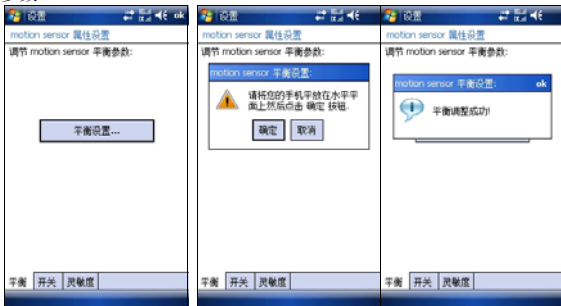 设置
ok
motion sensor 属性设置
调节 motion sensor 平衡参数:
平衡设置...
平衡 开关 灵敏度
设置
motion sensor 属性设置
调节 motion sensor 平衡参数:
motion sensor 平衡设置:
请将您的手机平放在水平平
面上然后点击 确定 按钮.
确定 取消
平衡 开关 灵敏度
设置
motion sensor 属性设置
调节 motion sensor 平衡参数:
motion sensor 平衡设置: ok
平衡调整成功!
平衡 开关 灵敏度